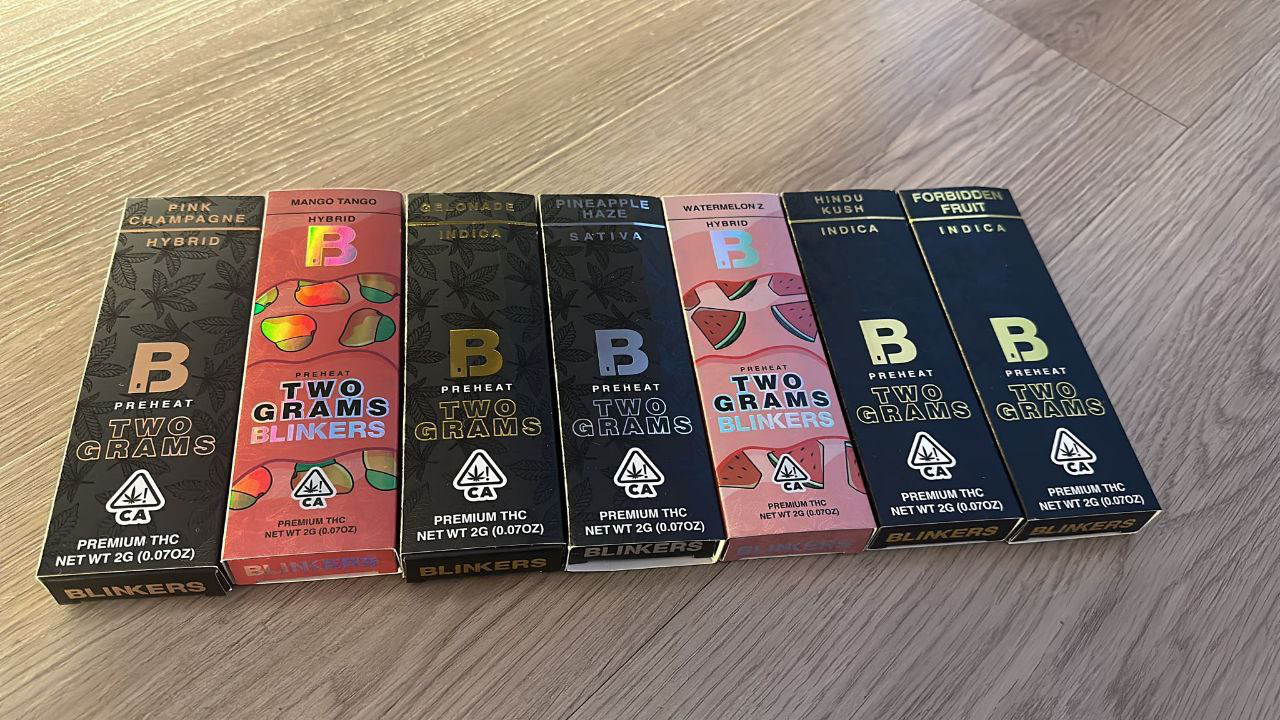 PINK
CHAMPAGNE
HYBRID
B
PREHEAT
TWO
GRAMS
CA
PREMIUM THC
NET WT 2G (0.07OZ)
BLINKERS
MANGO TANGO
HYBRID
B
PREHEAT
TWO
GRAMS
BLINKERS
CA
PREMIUM THC
NET WT 2G (0.07OZ)
BLINKERS
GELONADE
INDICA
B
PREHEAT
TWO
GRAMS
CA
PREMIUM THC
NET WT 2G (0.07OZ)
BLINKERS
PINEAPPLE
HAZE
SATIVA
B
PREHEAT
TWO
GRAMS
CA
PREMIUM THC
NET WT 2G (0.07OZ)
BLINKERS
WATERMELON Z
HYBRID
B
PREHEAT
TWO
GRAMS
BLINKERS
CA
PREMIUM THC
NET WT 2G (0.07OZ)
BLINKERS
HINDU
KUSH
INDICA
B
PREHEAT
TWO
GRAMS
CA
PREMIUM THC
NET WT 2G (0.07OZ)
BLINKERS
FORBIDDEN
FRUIT
INDICA
B
PREHEAT
TWO
GRAMS
CA
PREMIUM THC
NET WT 2G (0.07OZ)
BLINKERS